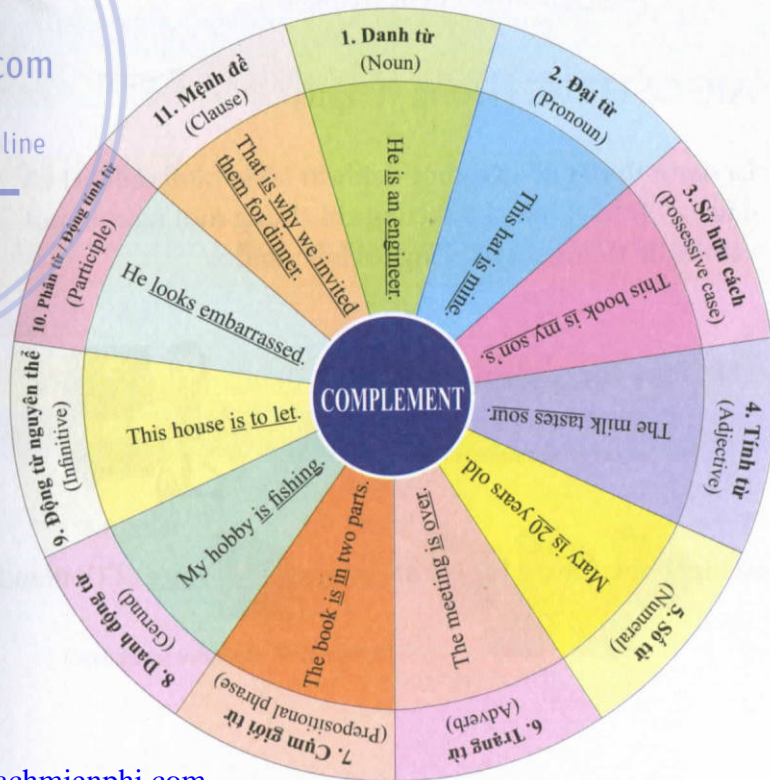 com
line
1. Danh từ
(Noun)
He is an engineer.
2. Đại từ
(Pronoun)
This hat is mine.
3. Sở hữu cách
(Possessive case)
This book is my son's.
4. Tính từ
(Adjective)
The milk tastes sour.
5. Số từ
(Numeral)
Mary is 20 years old.
6. Trạng từ
(Adverb)
The meeting is over.
7. Cụm giới từ
(Prepositional phrase)
The book is in two parts.
8. Danh động từ
(Gerund)
My hobby is fishing.
9. Động từ nguyên thể
(Infinitive)
This house is to let.
10. Phân từ / Động tính từ
(Participle)
He looks embarrassed.
11. Mệnh đề
(Clause)
That is why we invited
them for dinner.
COMPLEMENT
achmienphi.com